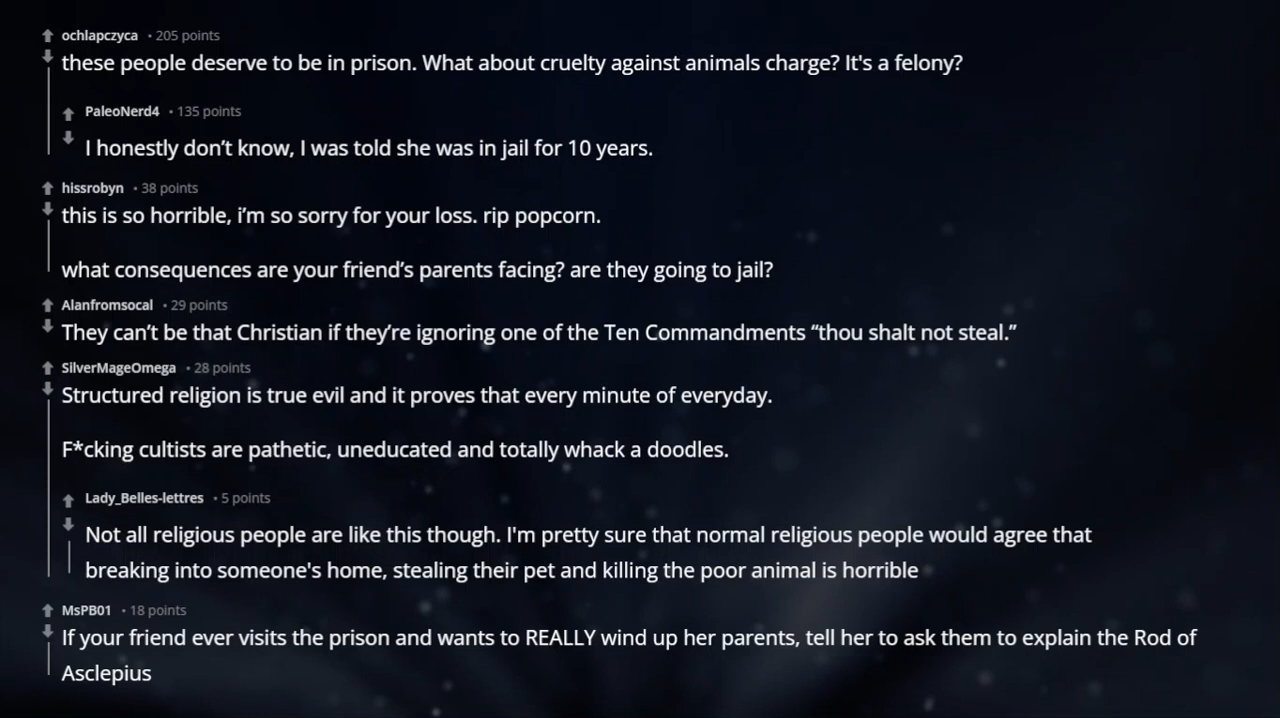 ochlapczyca • 205 points
these people deserve to be in prison. What about cruelty against animals charge? It's a felony?
PaleoNerd4 • 135 points
I honestly don’t know, I was told she was in jail for 10 years.
hissrobyn • 38 points
this is so horrible, i’m so sorry for your loss. rip popcorn.
what consequences are your friend’s parents facing? are they going to jail?
Alanfromsocal • 29 points
They can’t be that Christian if they’re ignoring one of the Ten Commandments “thou shalt not steal.”
SilverMageOmega • 28 points
Structured religion is true evil and it proves that every minute of everyday.
F*cking cultists are pathetic, uneducated and totally whack a doodles.
Lady_Belles-lettres • 5 points
Not all religious people are like this though. I'm pretty sure that normal religious people would agree that
breaking into someone's home, stealing their pet and killing the poor animal is horrible
MsPB01 • 18 points
If your friend ever visits the prison and wants to REALLY wind up her parents, tell her to ask them to explain the Rod of
Asclepius